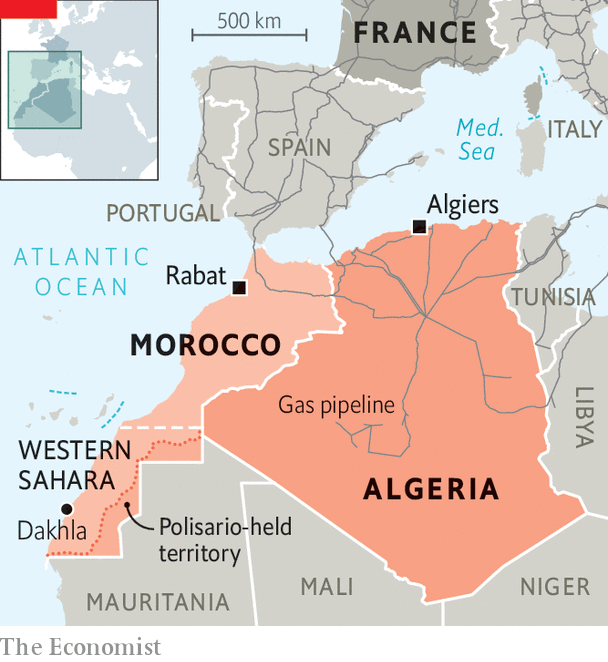 500 km
FRANCE
Med.
Sea
ITALY
SPAIN
PORTUGAL
Algiers
ATLANTIC
OCEAN
Rabat
TUNISIA
MOROCCO
Gas pipeline
LIBYA
WESTERN
SAHARA
ALGERIA
Dakhla
Polisario-held
territory
MALI
NIGER
MAURITANIA
The Economist